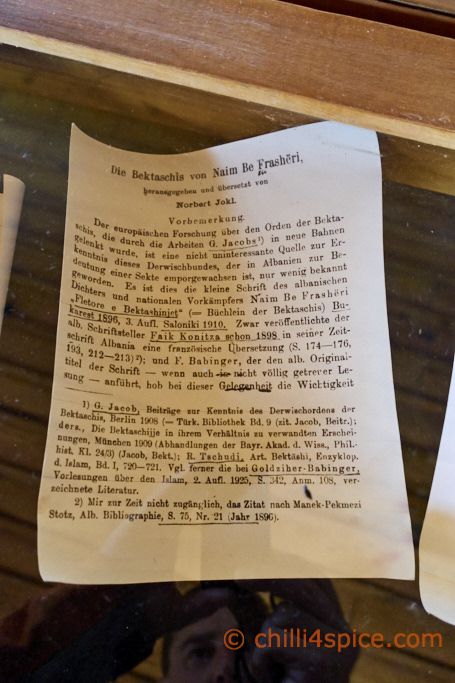 Die Bektaschîs von Naim Be Frashëri,
herausgegeben und übersetzt von
Norbert Jokl.
Vorbemerkung.
Der europäischen Forschung über den Orden der Bekta-
schîs, die durch die Arbeiten G. Jacobs¹) in neue Bahnen
gelenkt wurde, ist eine nicht uninteressante Quelle zur Er-
kenntnis dieses Derwischbundes, der in Albanien zur Be-
deutung einer Sekte emporgewachsen ist, nur wenig bekannt
geworden. Es ist dies die kleine Schrift des albanischen
Dichters und nationalen Vorkämpfers Naim Be Frashëri
„Fletore e Bektashinjet“ (= Büchlein der Bektaschîs) Bu-
karest 1896, 3. Aufl. Saloniki 1910. Zwar veröffentlichte der
alb. Schriftsteller Faik Konitza schon 1898 in seiner Zeit-
schrift Albania eine französische Übersetzung (S. 174—176,
193, 212—213)²); und F. Babinger, der den alb. Original-
titel der Schrift — wenn auch in nicht völlig getreuer Le-
sung — anführt, hob bei dieser Gelegenheit die Wichtigkeit
1) G. Jacob, Beiträge zur Kenntnis des Derwischordens der
Bektaschis, Berlin 1908 (= Türk. Bibliothek Bd. 9 (zit. Jacob, Beitr.);
ders., Die Bektaschijje in ihrem Verhältnis zu verwandten Erschei-
nungen, München 1909 (Abhandlungen der Bayr. Akad. d. Wiss., Phil.-
hist. Kl. 24/3) (Jacob, Bekt.); R. Tschudi, Art. Bektâshi, Enzyklop.
d. Islam, Bd. I, 720—721. Vgl. ferner die bei Goldziher-Babinger,
Vorlesungen über den Islam, 2. Aufl. 1925, S. 342, Anm. 108, ver-
zeichnete Literatur.
2) Mir zur Zeit nicht zugänglich, das Zitat nach Manek-Pekmezi
Stotz, Alb. Bibliographie, S. 75, Nr. 21 (Jahr 1896).
© chilli4spice.com